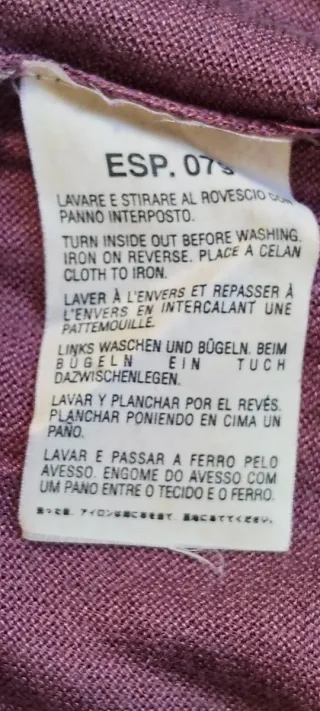 ESP. 079
LAVARE E STIRARE AL ROVESCIO CON
PANNO INTERPOSTO.
TURN INSIDE OUT BEFORE WASHING.
IRON ON REVERSE. PLACE A CELAN
CLOTH TO IRON.
LAVER À L'ENVERS ET REPASSER À
L'ENVERS EN INTERCALANT UNE
PATTEMOUILLE.
LINKS WASCHEN UND BÜGELN. BEIM
BÜGELN EIN TUCH
DAZWISCHENLEGEN.
LAVAR Y PLANCHAR POR EL REVÉS.
PLANCHAR PONIENDO EN CIMA UN
PAÑO.
LAVAR E PASSAR A FERRO PELO
AVESSO. ENGOME DO AVESSO COM
UM PANO ENTRE O TECIDO E O FERRO.